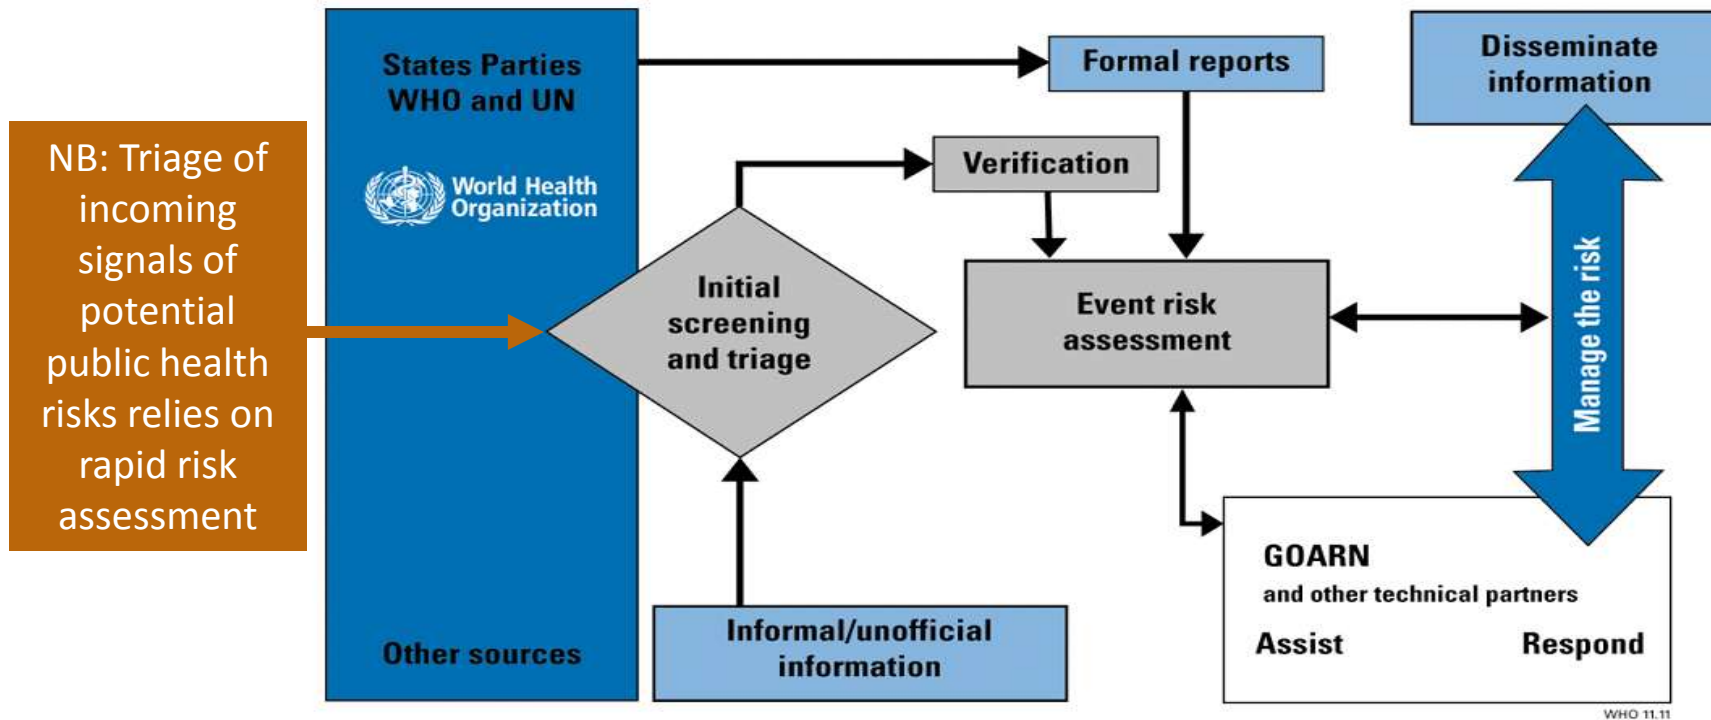 NB: Triage of
incoming
signals of
potential
public health
risks relies on
rapid risk
assessment
States Parties
WHO and UN
World Health
Organization
Other sources
Initial
screening
and triage
Informal/unofficial
information
Verification
Formal reports
Event risk
assessment
Disseminate
information
Manage the risk
GOARN
and other technical partners
Assist Respond
WHO 11.11